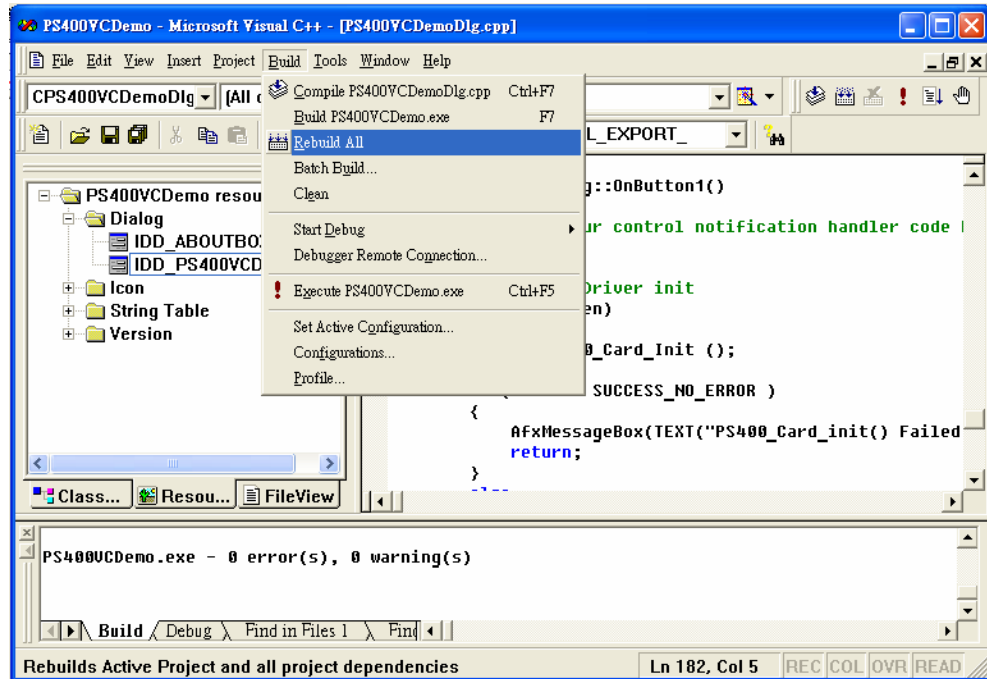 PS400VCDemo - Microsoft Visual C++ - [PS400VCDemoDlg.cpp]
File Edit View Insert Project Build Tools Window Help
CPS400VCDemoDlg [All
L_EXPORT_
Compile PS400VCDemoDlg.cpp Ctrl+F7
Build PS400VCDemo.exe F7
Rebuild All
Batch Build...
Clean
Start Debug
Debugger Remote Connection...
Execute PS400VCDemo.exe Ctrl+F5
Set Active Configuration...
Configurations...
Profile...
PS400VCDemo resou
Dialog
IDD_ABOUTBO
IDD_PS400VCD
Icon
String Table
Version
Class... Resou... FileView
::OnButton1()
ur control notification handler code
Driver init
en)
0_Card_Init ();
SUCCESS_NO_ERROR )
{
AfxMessageBox(TEXT("PS400_Card_init() Failed
return;
}
PS400VCDemo.exe - 0 error(s), 0 warning(s)
Build Debug Find in Files 1 Find
Rebuilds Active Project and all project dependencies Ln 182, Col 5 REC COL OVR READ